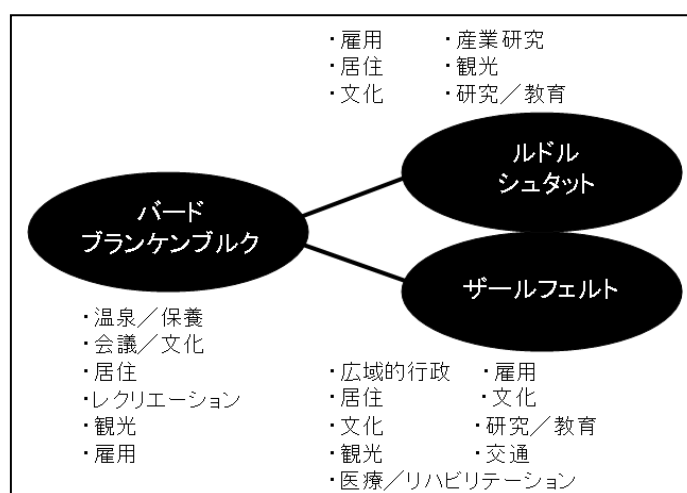 ・雇用 ・産業研究
・居住 ・観光
・文化 ・研究／教育
ルドル
シュタット
バード
ブランケンブルク
ザールフェルト
・温泉／保養
・会議／文化
・居住
・レクリエーション
・観光
・雇用
・広域的行政 ・雇用
・居住 ・文化
・文化 ・研究／教育
・観光 ・交通
・医療／リハビリテーション